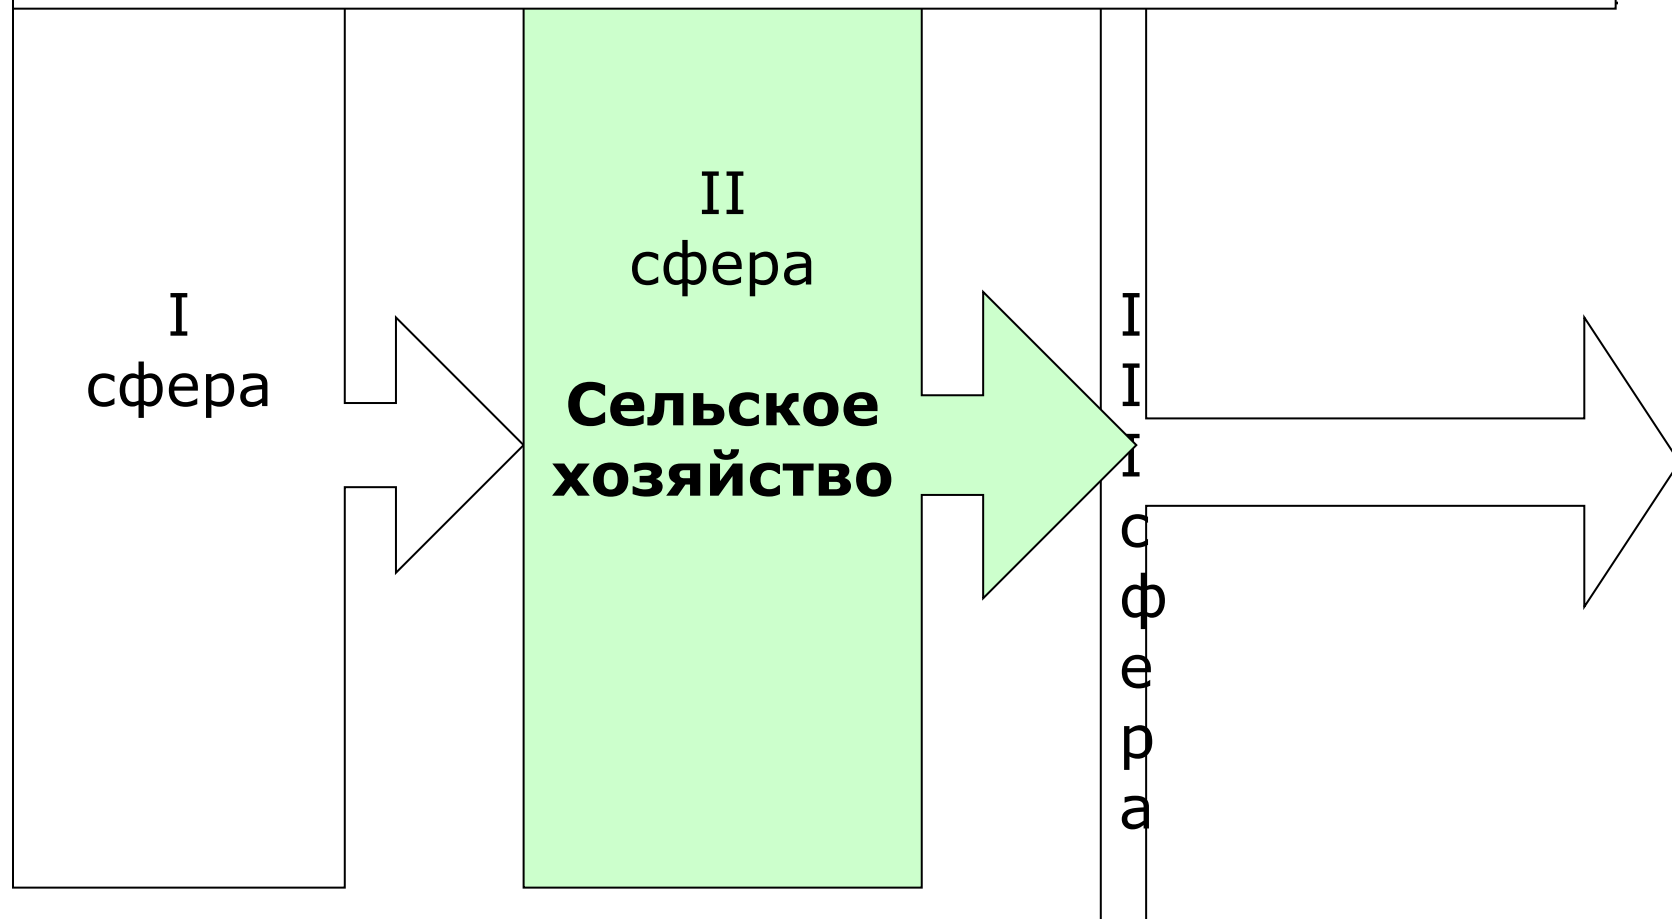 I
сфера
II
сфера
Сельское
хозяйство
I
I
I
с
ф
е
р
а